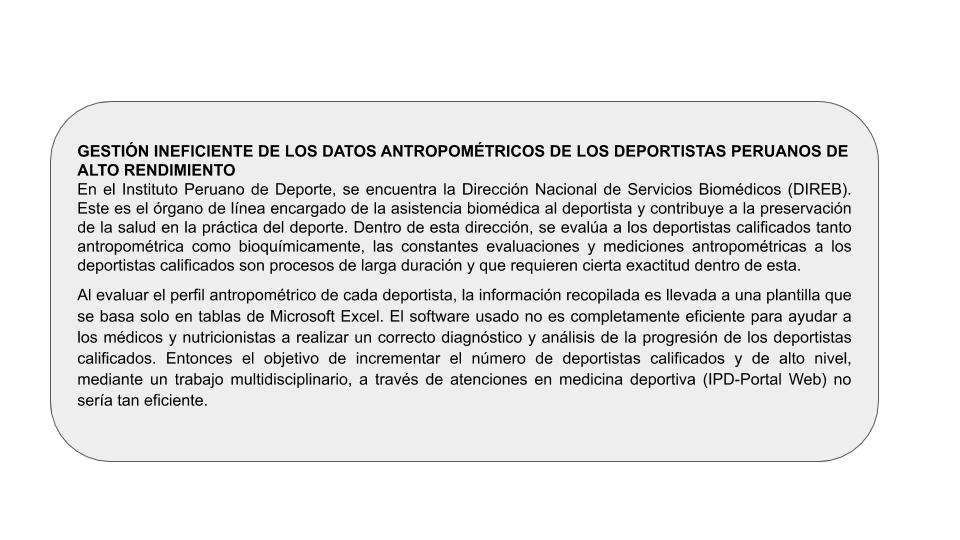 GESTIÓN INEFICIENTE DE LOS DATOS ANTROPOMÉTRICOS DE LOS DEPORTISTAS PERUANOS DE
ALTO RENDIMIENTO
En el Instituto Peruano de Deporte, se encuentra la Dirección Nacional de Servicios Biomédicos (DIREB).
Este es el órgano de línea encargado de la asistencia biomédica al deportista y contribuye a la preservación
de la salud en la práctica del deporte. Dentro de esta dirección, se evalúa a los deportistas calificados tanto
antropométrica como bioquímicamente, las constantes evaluaciones y mediciones antropométricas a los
deportistas calificados son procesos de larga duración y que requieren cierta exactitud dentro de esta.
Al evaluar el perfil antropométrico de cada deportista, la información recopilada es llevada a una plantilla que
se basa solo en tablas de Microsoft Excel. El software usado no es completamente eficiente para ayudar a
los médicos y nutricionistas a realizar un correcto diagnóstico y análisis de la progresión de los deportistas
calificados. Entonces el objetivo de incrementar el número de deportistas calificados y de alto nivel,
mediante un trabajo multidisciplinario, a través de atenciones en medicina deportiva (IPD-Portal Web) no
sería tan eficiente.